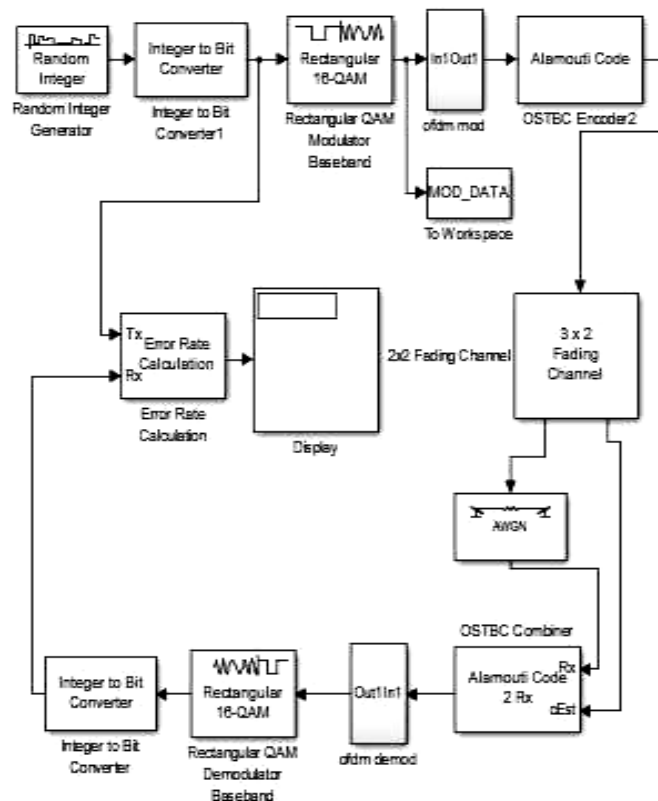 Random
Integer
Random Integer
Generator
Integer to Bit
Converter
Integer to Bit
Converter1
Rectangular
16-QAM
Rectangular QAM
Modulator
Baseband
In1Out1
ofdm mod
Alamouti Code
OSTBC Encoder2
MOD_DATA
To Workspace
Tx
Error Rate
Calculation
Rx
Error Rate
Calculation
Display
2x2 Fading Channel
3 x 2
Fading
Channel
AWGN
OSTBC Combiner
Rx
Alamouti Code
2 Rx
cEst
Out1In1
ofdm demod
Rectangular
16-QAM
Rectangular QAM
Demodulator
Baseband
Integer to Bit
Converter
Integer to Bit
Converter